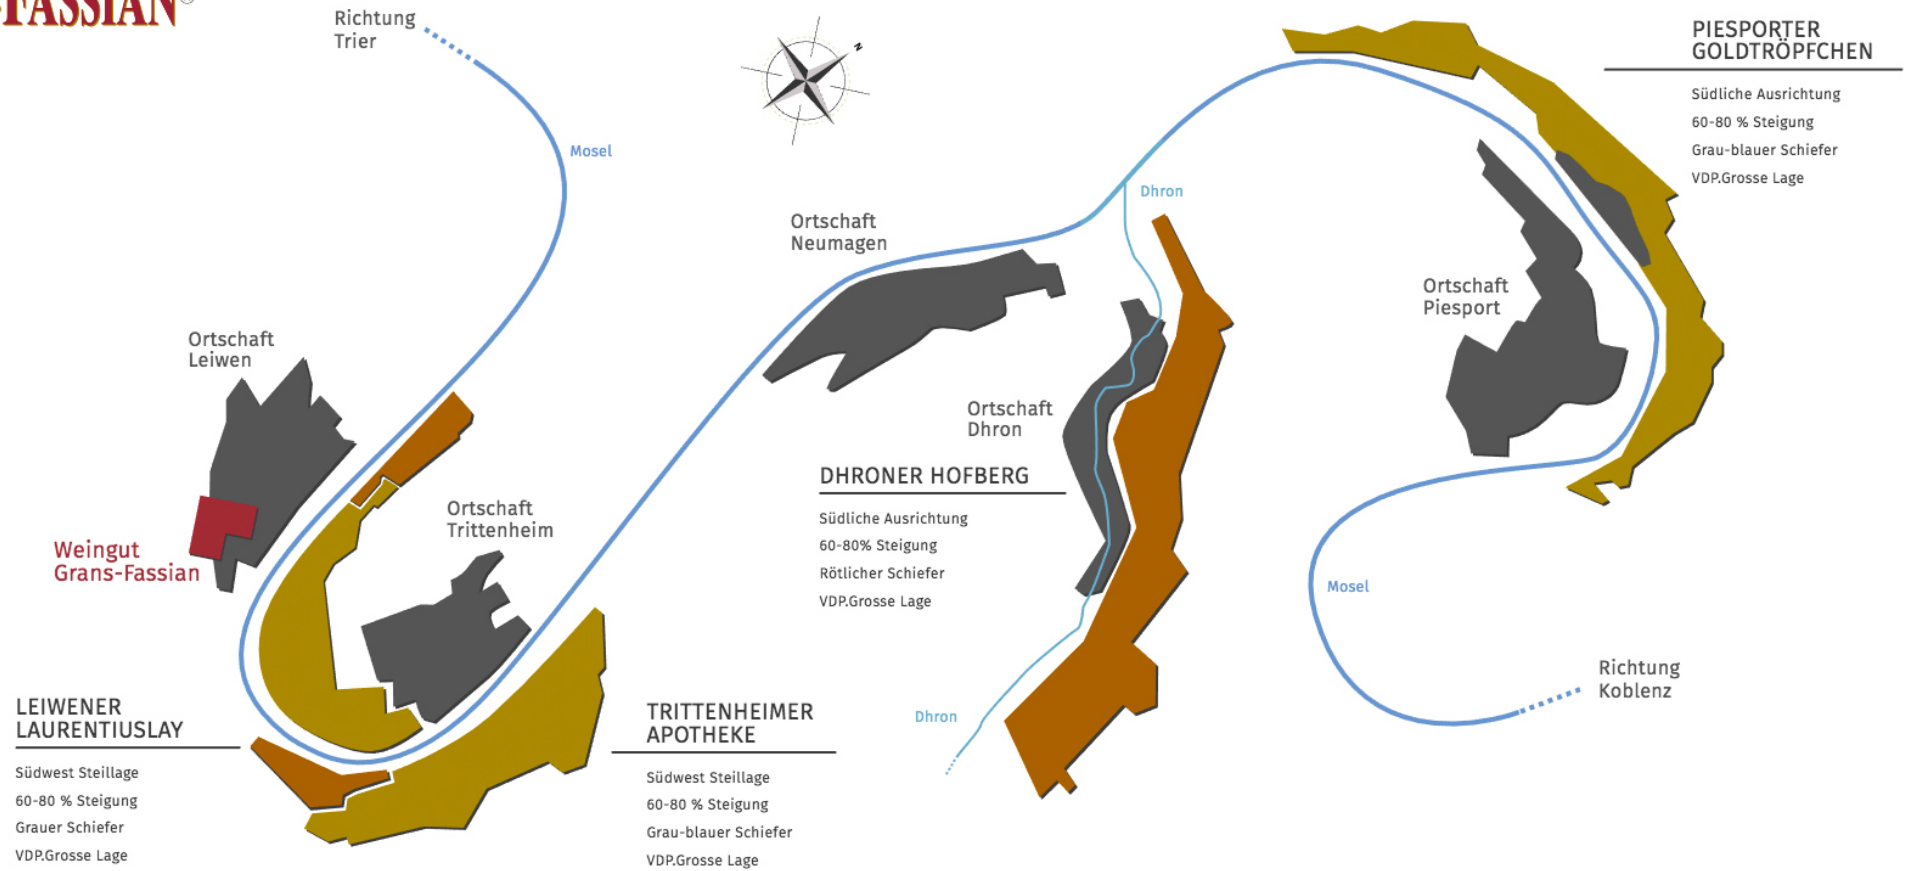 -FASSIAN®
Richtung
Trier
N
Mosel
PIESPORTER
GOLDTRÖPFCHEN
Südliche Ausrichtung
60-80 % Steigung
Grau-blauer Schiefer
VDP.Grosse Lage
Dhron
Ortschaft
Neumagen
Ortschaft
Piesport
Ortschaft
Leiwen
Ortschaft
Dhron
DHRONER HOFBERG
Südliche Ausrichtung
60-80% Steigung
Rötlicher Schiefer
VDP.Grosse Lage
Ortschaft
Trittenheim
Weingut
Grans-Fassian
Mosel
Richtung
Koblenz
LEIWENER
LAURENTIUSLAY
Südwest Steillage
60-80 % Steigung
Grauer Schiefer
VDP.Grosse Lage
TRITTENHEIMER
APOTHEKE
Südwest Steillage
60-80 % Steigung
Grau-blauer Schiefer
VDP.Grosse Lage
Dhron